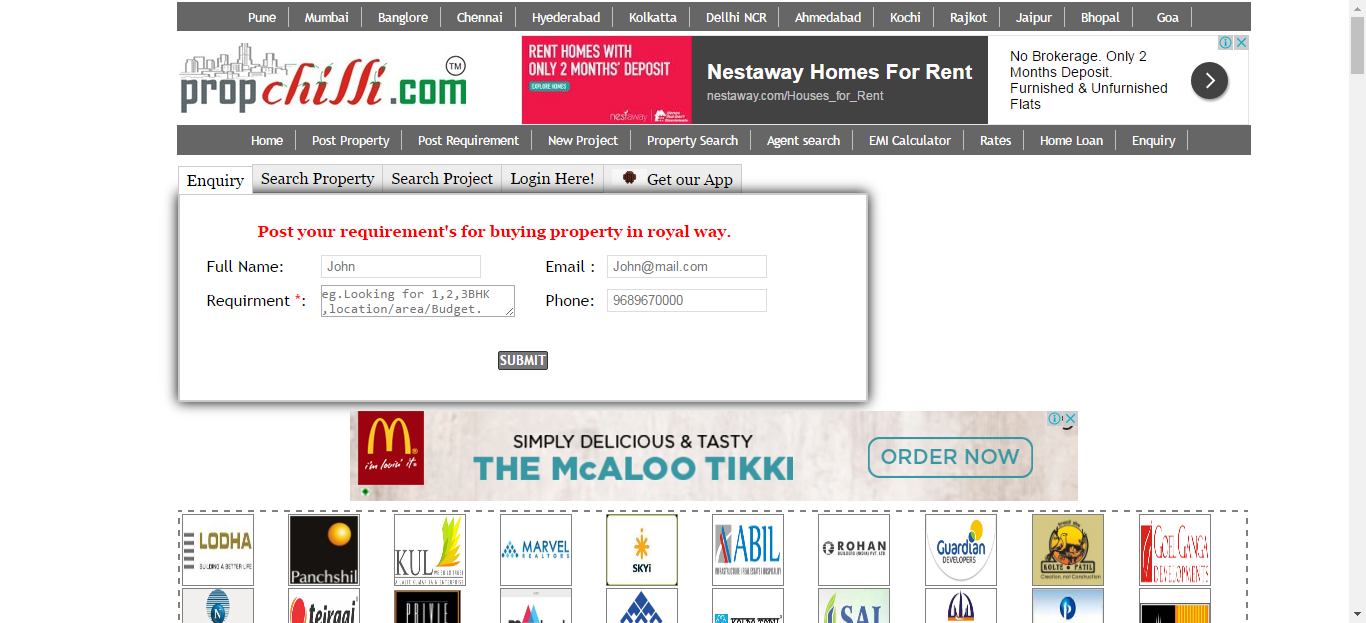 Pune Mumbai Banglore Chennai Hyederabad Kolkatta Dellhi NCR Ahmedabad Kochi Rajkot Jaipur Bhopal Goa
propchilli.com TM
RENT HOMES WITH
ONLY 2 MONTHS' DEPOSIT
EXPLORE HOMES
nestaway
Nestaway Homes For Rent
nestaway.com/Houses_for_Rent
No Brokerage. Only 2
Months Deposit.
Furnished & Unfurnished
Flats
Home Post Property Post Requirement New Project Property Search Agent search EMI Calculator Rates Home Loan Enquiry
Enquiry Search Property Search Project Login Here! Get our App
Post your requirement's for buying property in royal way.
Full Name: John Email : John@mail.com
Requirment *: eg.Looking for 1,2,3BHK
,location/area/Budget.
Phone: 9689670000
SUBMIT
M
i'm lovin' it
SIMPLY DELICIOUS & TASTY
THE McALOO TIKKI
ORDER NOW
LODHA
BUILDING A BETTER LIFE
Panchshil
KUL
MARVEL
REALTORS
SKYi
ABIL
ROHAN
BUILDERS (INDIA) PVT. LTD
Guardian
DEVELOPERS
KOLTE PATIL
Creation, not Construction
GOEL GANGA
DEVELOPMENTS
N
PRIVIE